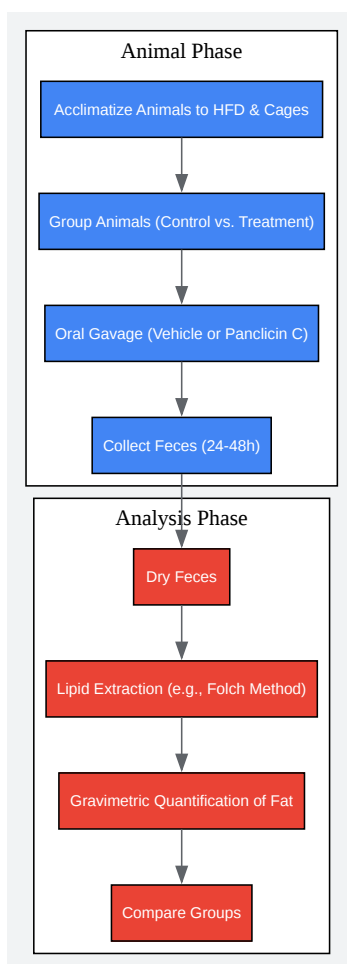 Animal Phase
Acclimatize Animals to HFD & Cages
Group Animals (Control vs. Treatment)
Oral Gavage (Vehicle or Panclicin C)
Collect Feces (24-48h)
Analysis Phase
Dry Feces
Lipid Extraction (e.g., Folch Method)
Gravimetric Quantification of Fat
Compare Groups